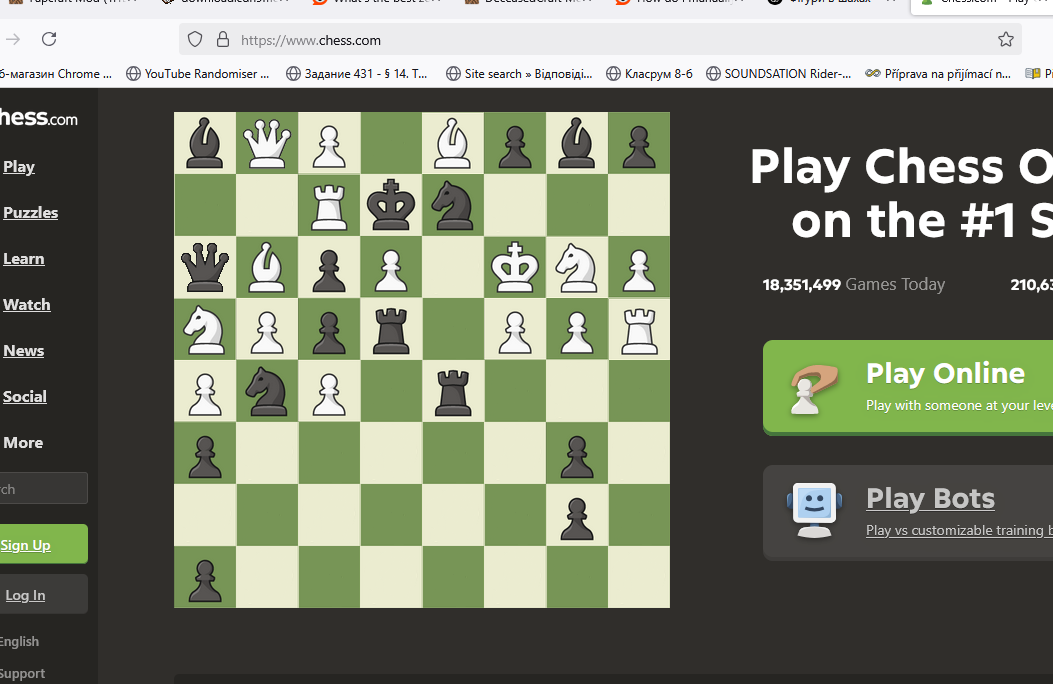 https://www.chess.com
б-магазин Chrome ...
YouTube Randomiser ...
Задание 431 - § 14. Т...
Site search » Відповіді...
Класрум 8-б
SOUNDSATION Rider-...
Příprava na přijímací n...
hess.com
Play
Puzzles
Learn
Watch
News
Social
More
rch
Sign Up
Log In
English
Support
Play Chess O
on the #1 S
18,351,499 Games Today
210,63
Play Online
Play with someone at your leve
Play Bots
Play vs customizable training b